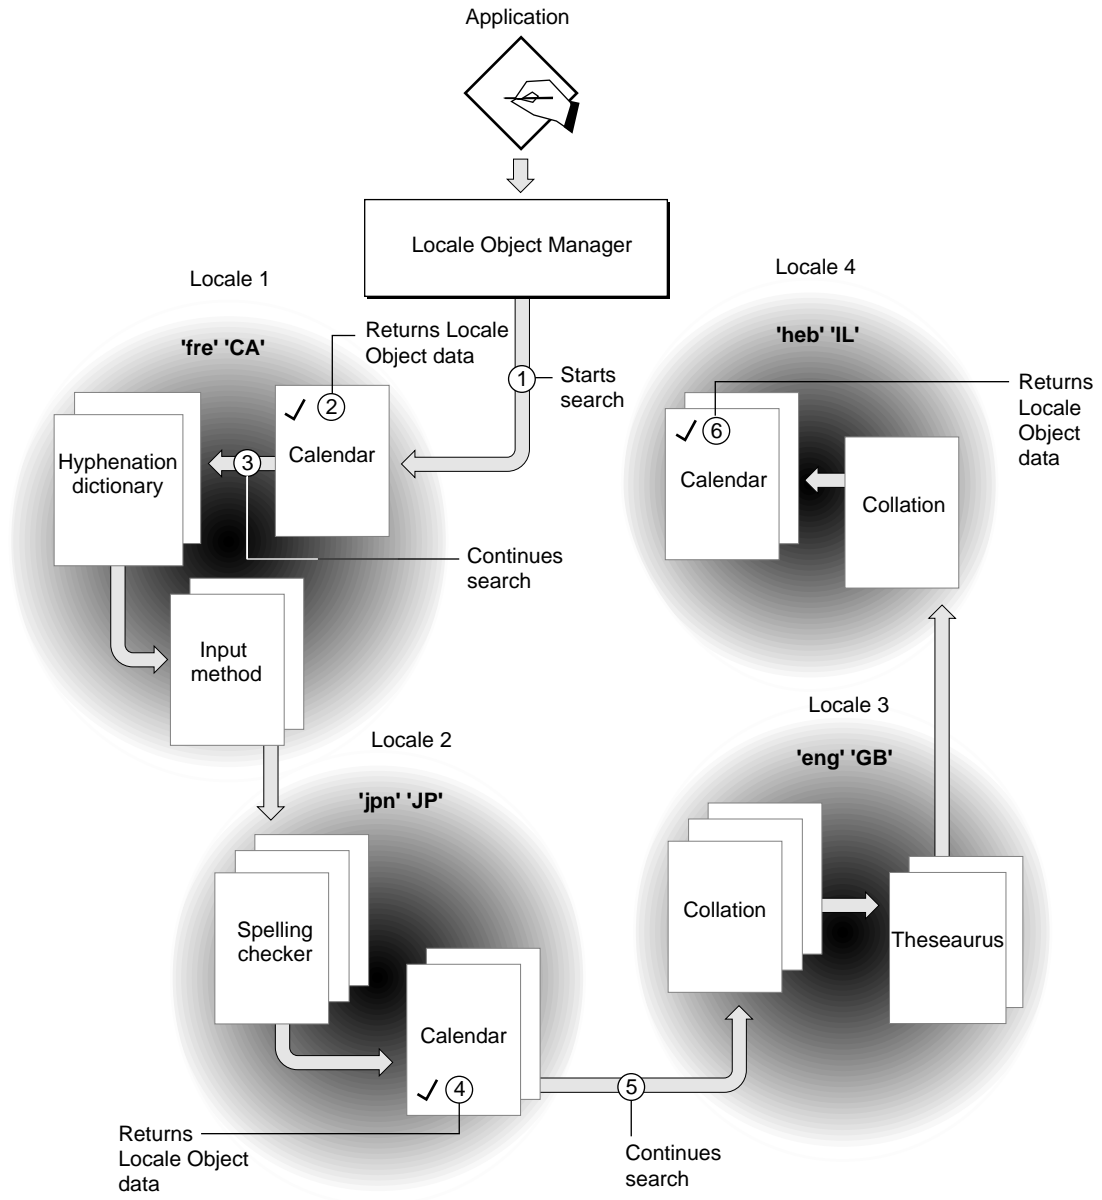 Application
Locale Object Manager
Locale 1
'fre' 'CA'
Returns Locale
Object data
1
Starts
search
2
Calendar
3
Hyphenation
dictionary
Continues
search
Input
method
Locale 4
'heb' 'IL'
Returns
Locale
Object
data
6
Calendar
Collation
Locale 2
'jpn' 'JP'
Spelling
checker
Calendar
4
Returns
Locale Object
data
5
Continues
search
Locale 3
'eng' 'GB'
Collation
Theseaurus